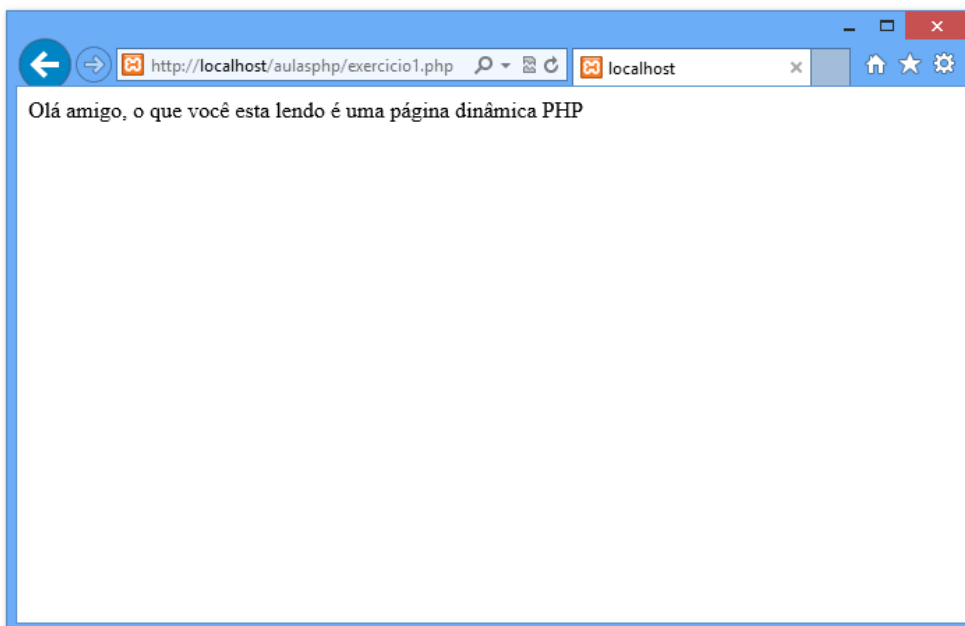 http://localhost/aulasphp/exercicio1.php
localhost
Olá amigo, o que você esta lendo é uma página dinâmica PHP